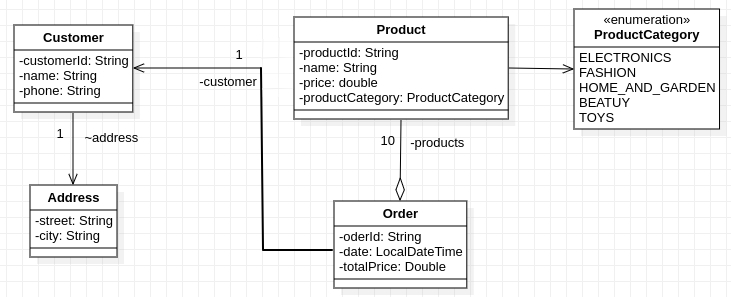 Customer
-customerId: String
-name: String
-phone: String
1
-customer
Product
-productId: String
-name: String
-price: double
-productCategory: ProductCategory
«enumeration»
ProductCategory
ELECTRONICS
FASHION
HOME_AND_GARDEN
BEATUY
TOYS
1
~address
10
-products
Address
-street: String
-city: String
Order
-oderId: String
-date: LocalDateTime
-totalPrice: Double